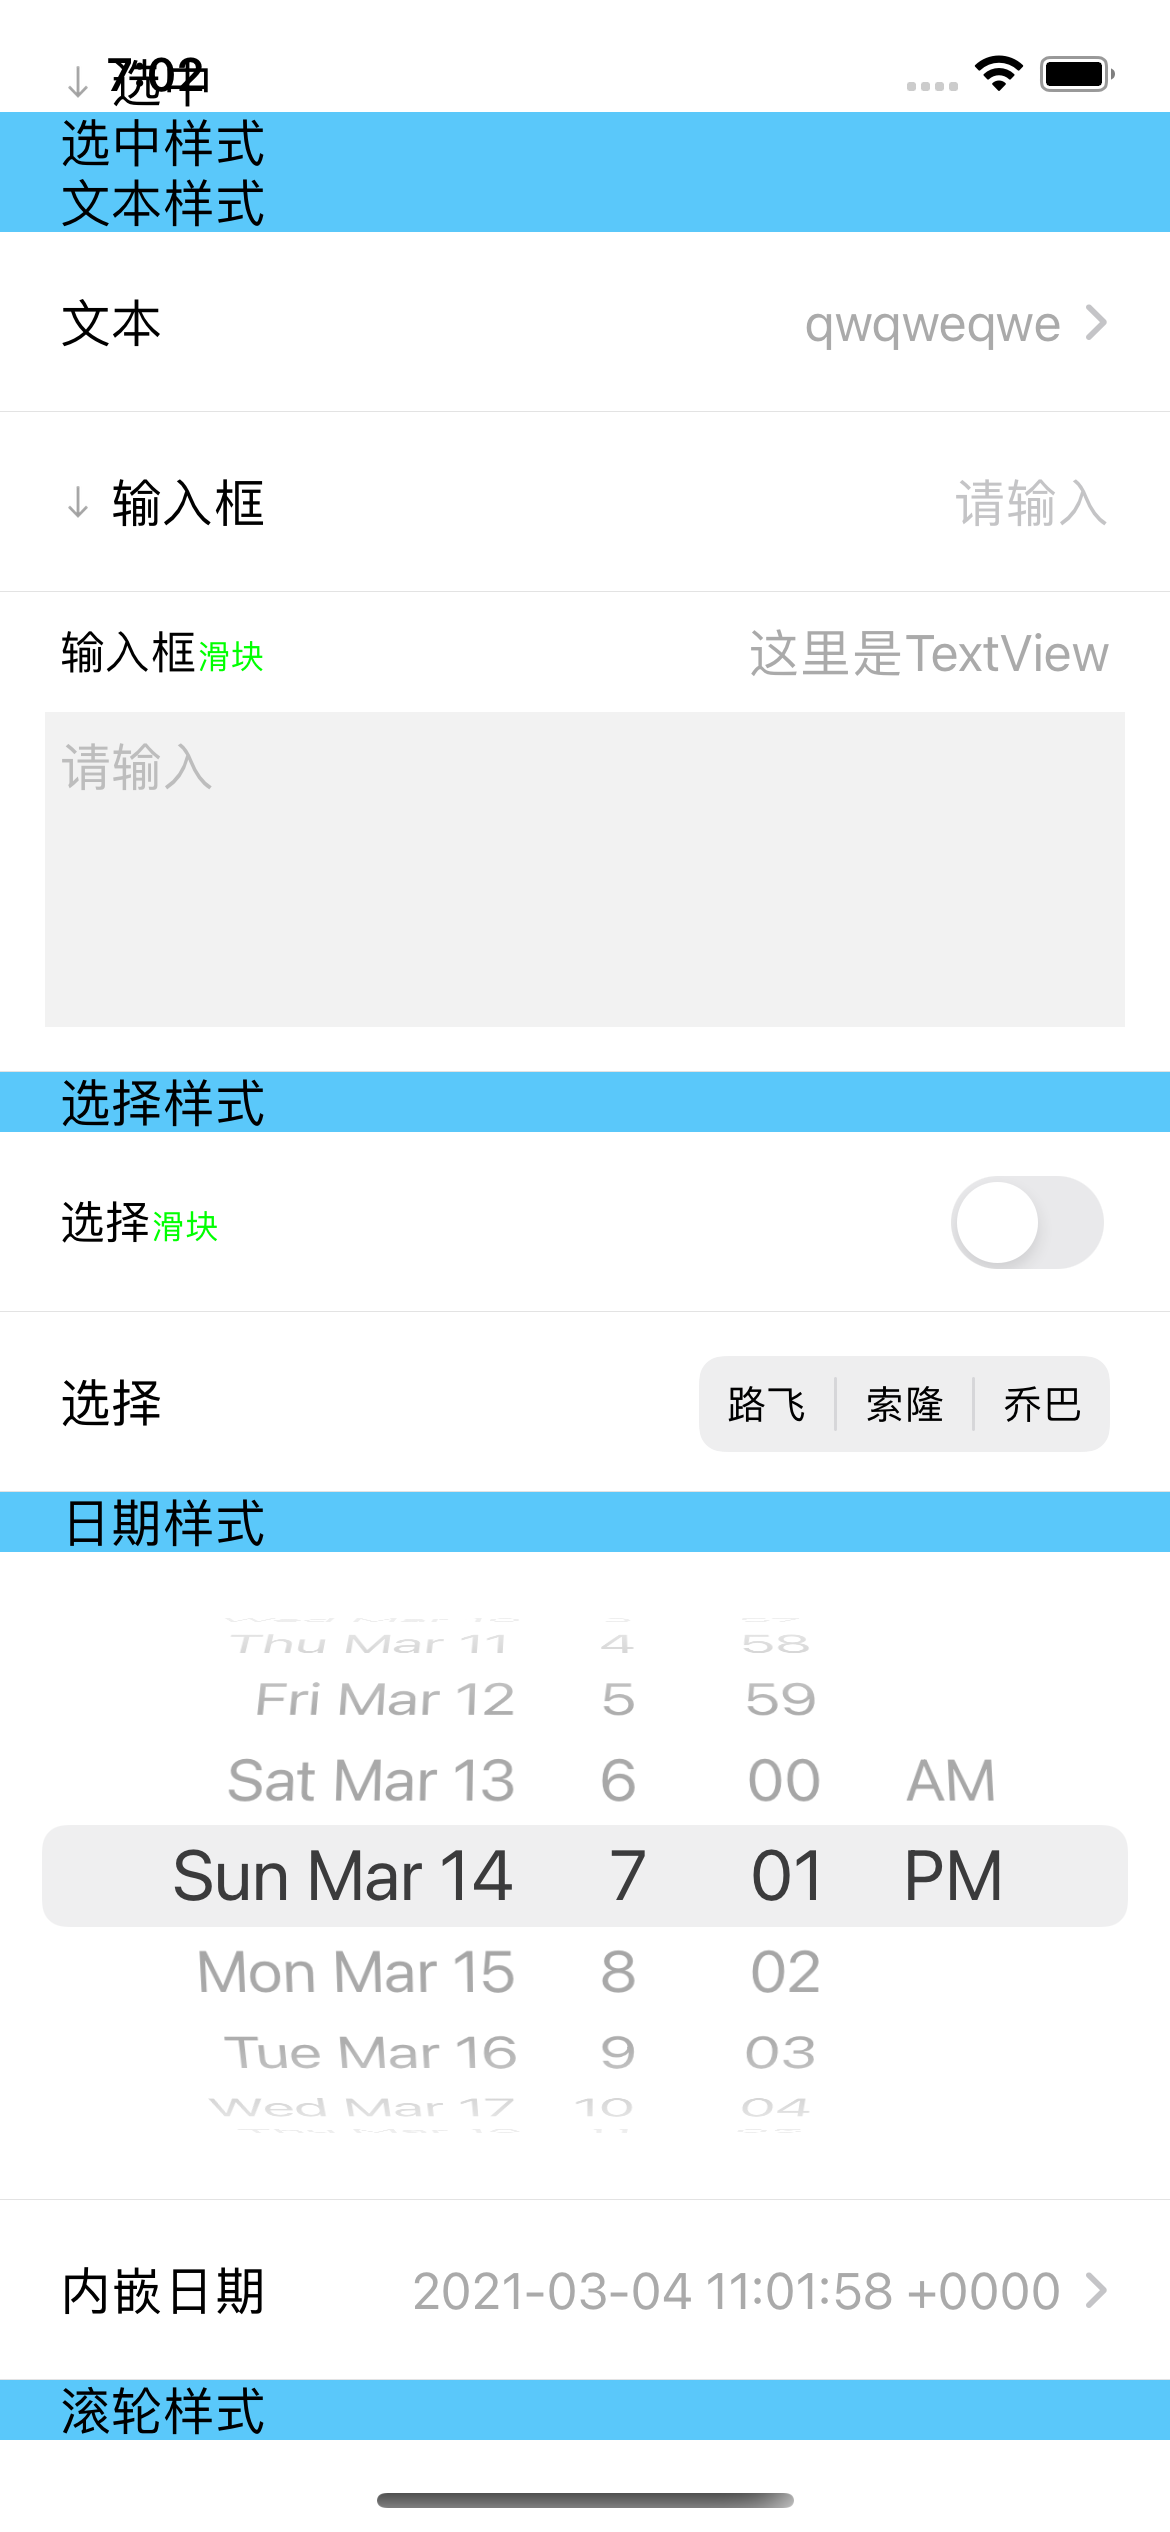 7:02
选中
选中样式
文本样式
文本 qwqweqwe
输入框 请输入
输入框滑块 这里是TextView
请输入
选择样式
选择滑块
选择 路飞 索隆 乔巴
日期样式
Thu Mar 11 4 58
Fri Mar 12 5 59
Sat Mar 13 6 00 AM
Sun Mar 14 7 01 PM
Mon Mar 15 8 02
Tue Mar 16 9 03
Wed Mar 17 10 04
内嵌日期 2021-03-04 11:01:58 +0000
滚轮样式